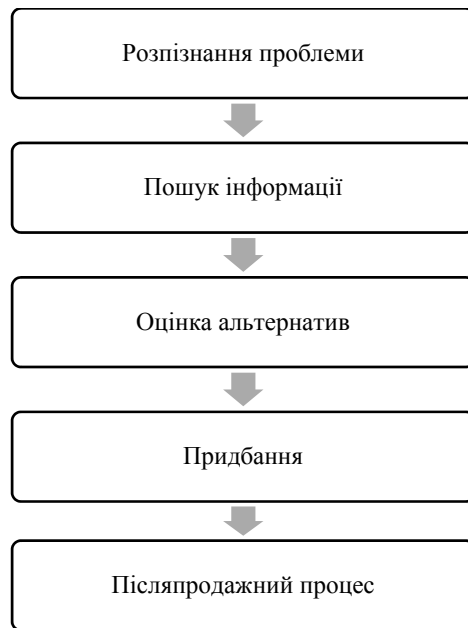 Розпізнання проблеми
Пошук інформації
Оцінка альтернатив
Придбання
Післяпродажний процес